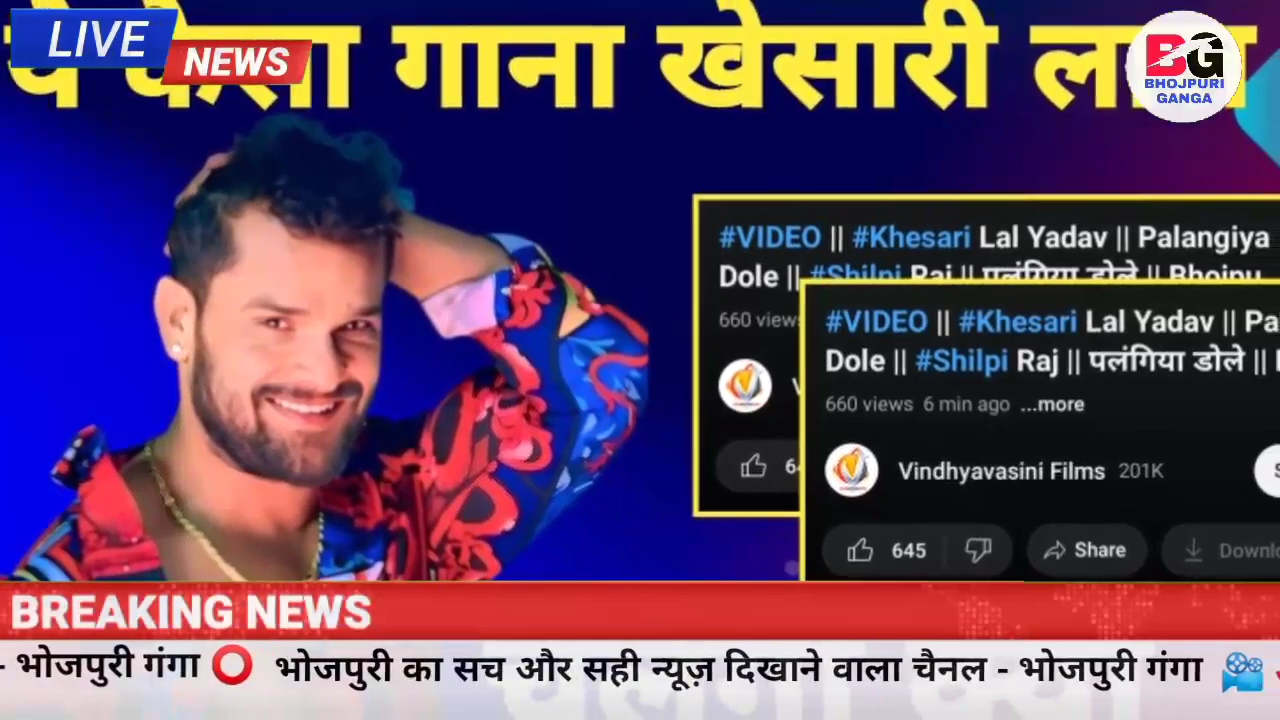 LIVE
NEWS
गाना खेसारी
BG
BHOJPURI
GANGA
#VIDEO || #Khesari Lal Yadav || Palangiya
Dole || #Shilpi Raj || पलंगिया डोले || Bhojpu
660 views
#VIDEO || #Khesari Lal Yadav || Pa
Dole || #Shilpi Raj || पलंगिया डोले ||
660 views 6 min ago ...more
Vindhyavasini Films 201K
645
Share
Downl
BREAKING NEWS
- भोजपुरी गंगा ⭕ भोजपुरी का सच और सही न्यूज़ दिखाने वाला चैनल - भोजपुरी गंगा 🎥